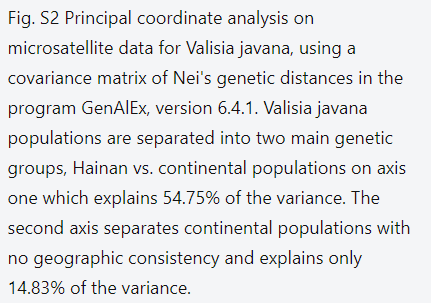 Fig. S2 Principal coordinate analysis on
microsatellite data for Valisia javana, using a
covariance matrix of Nei's genetic distances in the
program GenAlEx, version 6.4.1. Valisia javana
populations are separated into two main genetic
groups, Hainan vs. continental populations on axis
one which explains 54.75% of the variance. The
second axis separates continental populations with
no geographic consistency and explains only
14.83% of the variance.